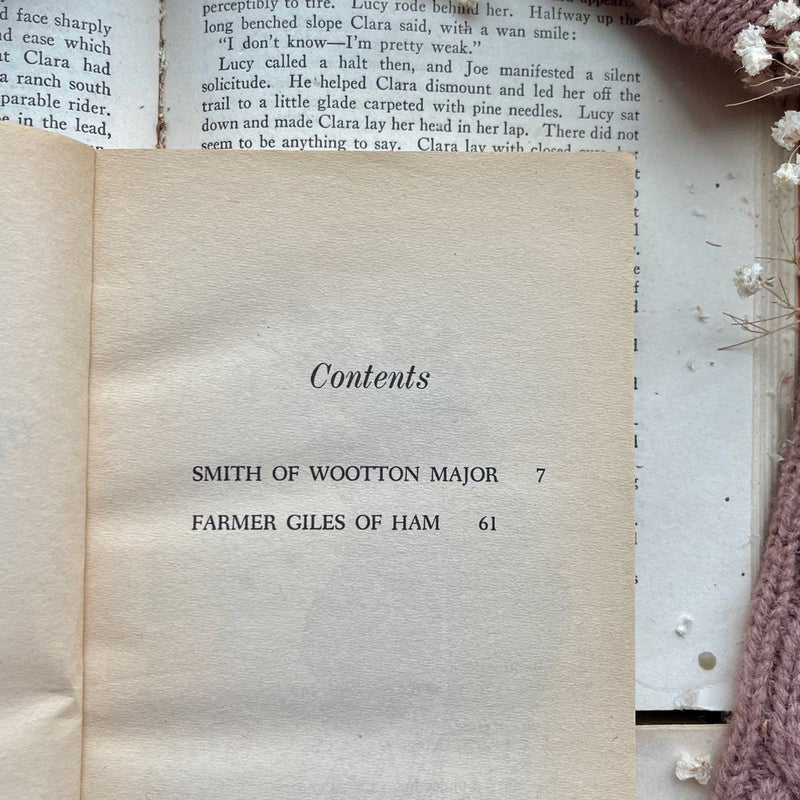 d face sharply
d ease which
at Clara had
a ranch south
parable rider.
e in the lead,
perceptibly to tire. Lucy rode behind her. Halfway up the
long benched slope Clara said, with a wan smile:
"I don't know—I'm pretty weak."
Lucy called a halt then, and Joe manifested a silent
solicitude. He helped Clara dismount and led her off the
trail to a little glade carpeted with pine needles. Lucy sat
down and made Clara lay her head in her lap. There did not
seem to be anything to say. Clara lay with closed eyes, her
Contents
SMITH OF WOOTTON MAJOR 7
FARMER GILES OF HAM 61